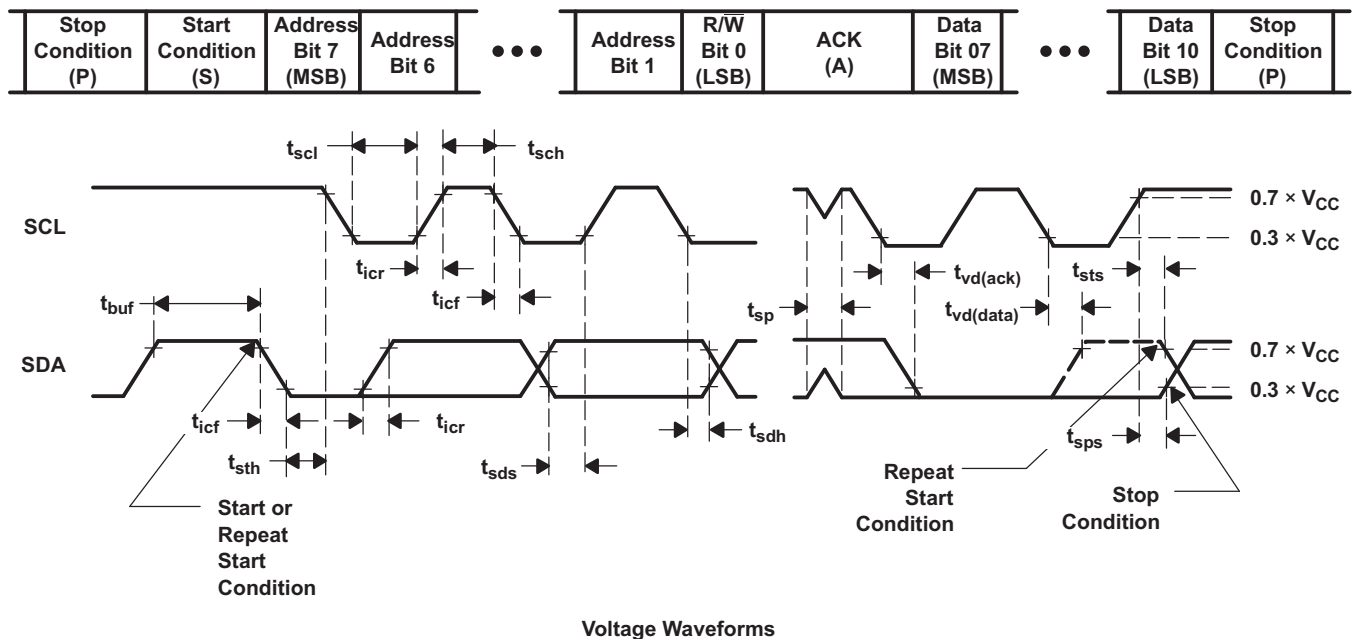 Stop
Condition
(P)
Start
Condition
(S)
Address
Bit 7
(MSB)
Address
Bit 6
•••
Address
Bit 1
R/W̅
Bit 0
(LSB)
ACK
(A)
Data
Bit 07
(MSB)
•••
Data
Bit 10
(LSB)
Stop
Condition
(P)
tscl
tsch
SCL
0.7 × VCC
0.3 × VCC
ticr
ticf
tbuf
tsp
tvd(ack)
tvd(data)
tsts
SDA
0.7 × VCC
0.3 × VCC
ticf
ticr
tsth
tsds
tsdh
tsps
Start or
Repeat
Start
Condition
Repeat
Start
Condition
Stop
Condition
Voltage Waveforms